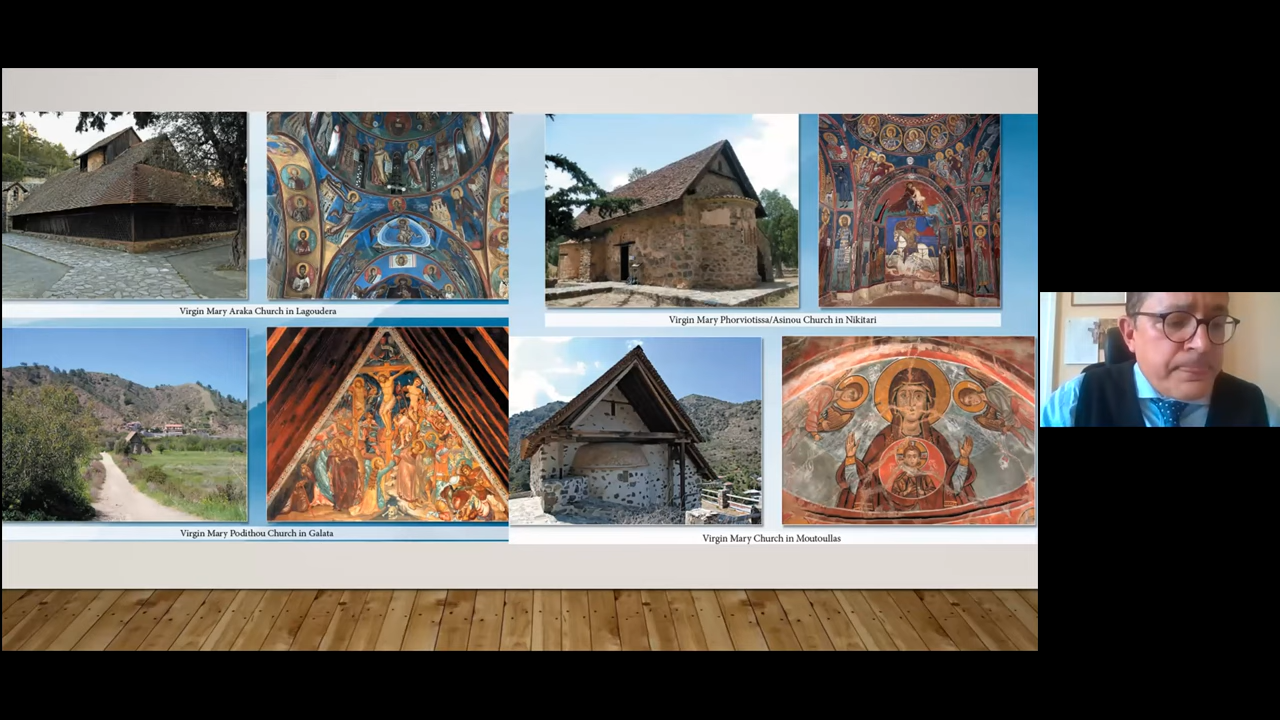 Virgin Mary Araka Church in Lagoudera
Virgin Mary Phorviotissa/Asinou Church in Nikitari
Virgin Mary Podithou Church in Galata
Virgin Mary Church in Moutoullas